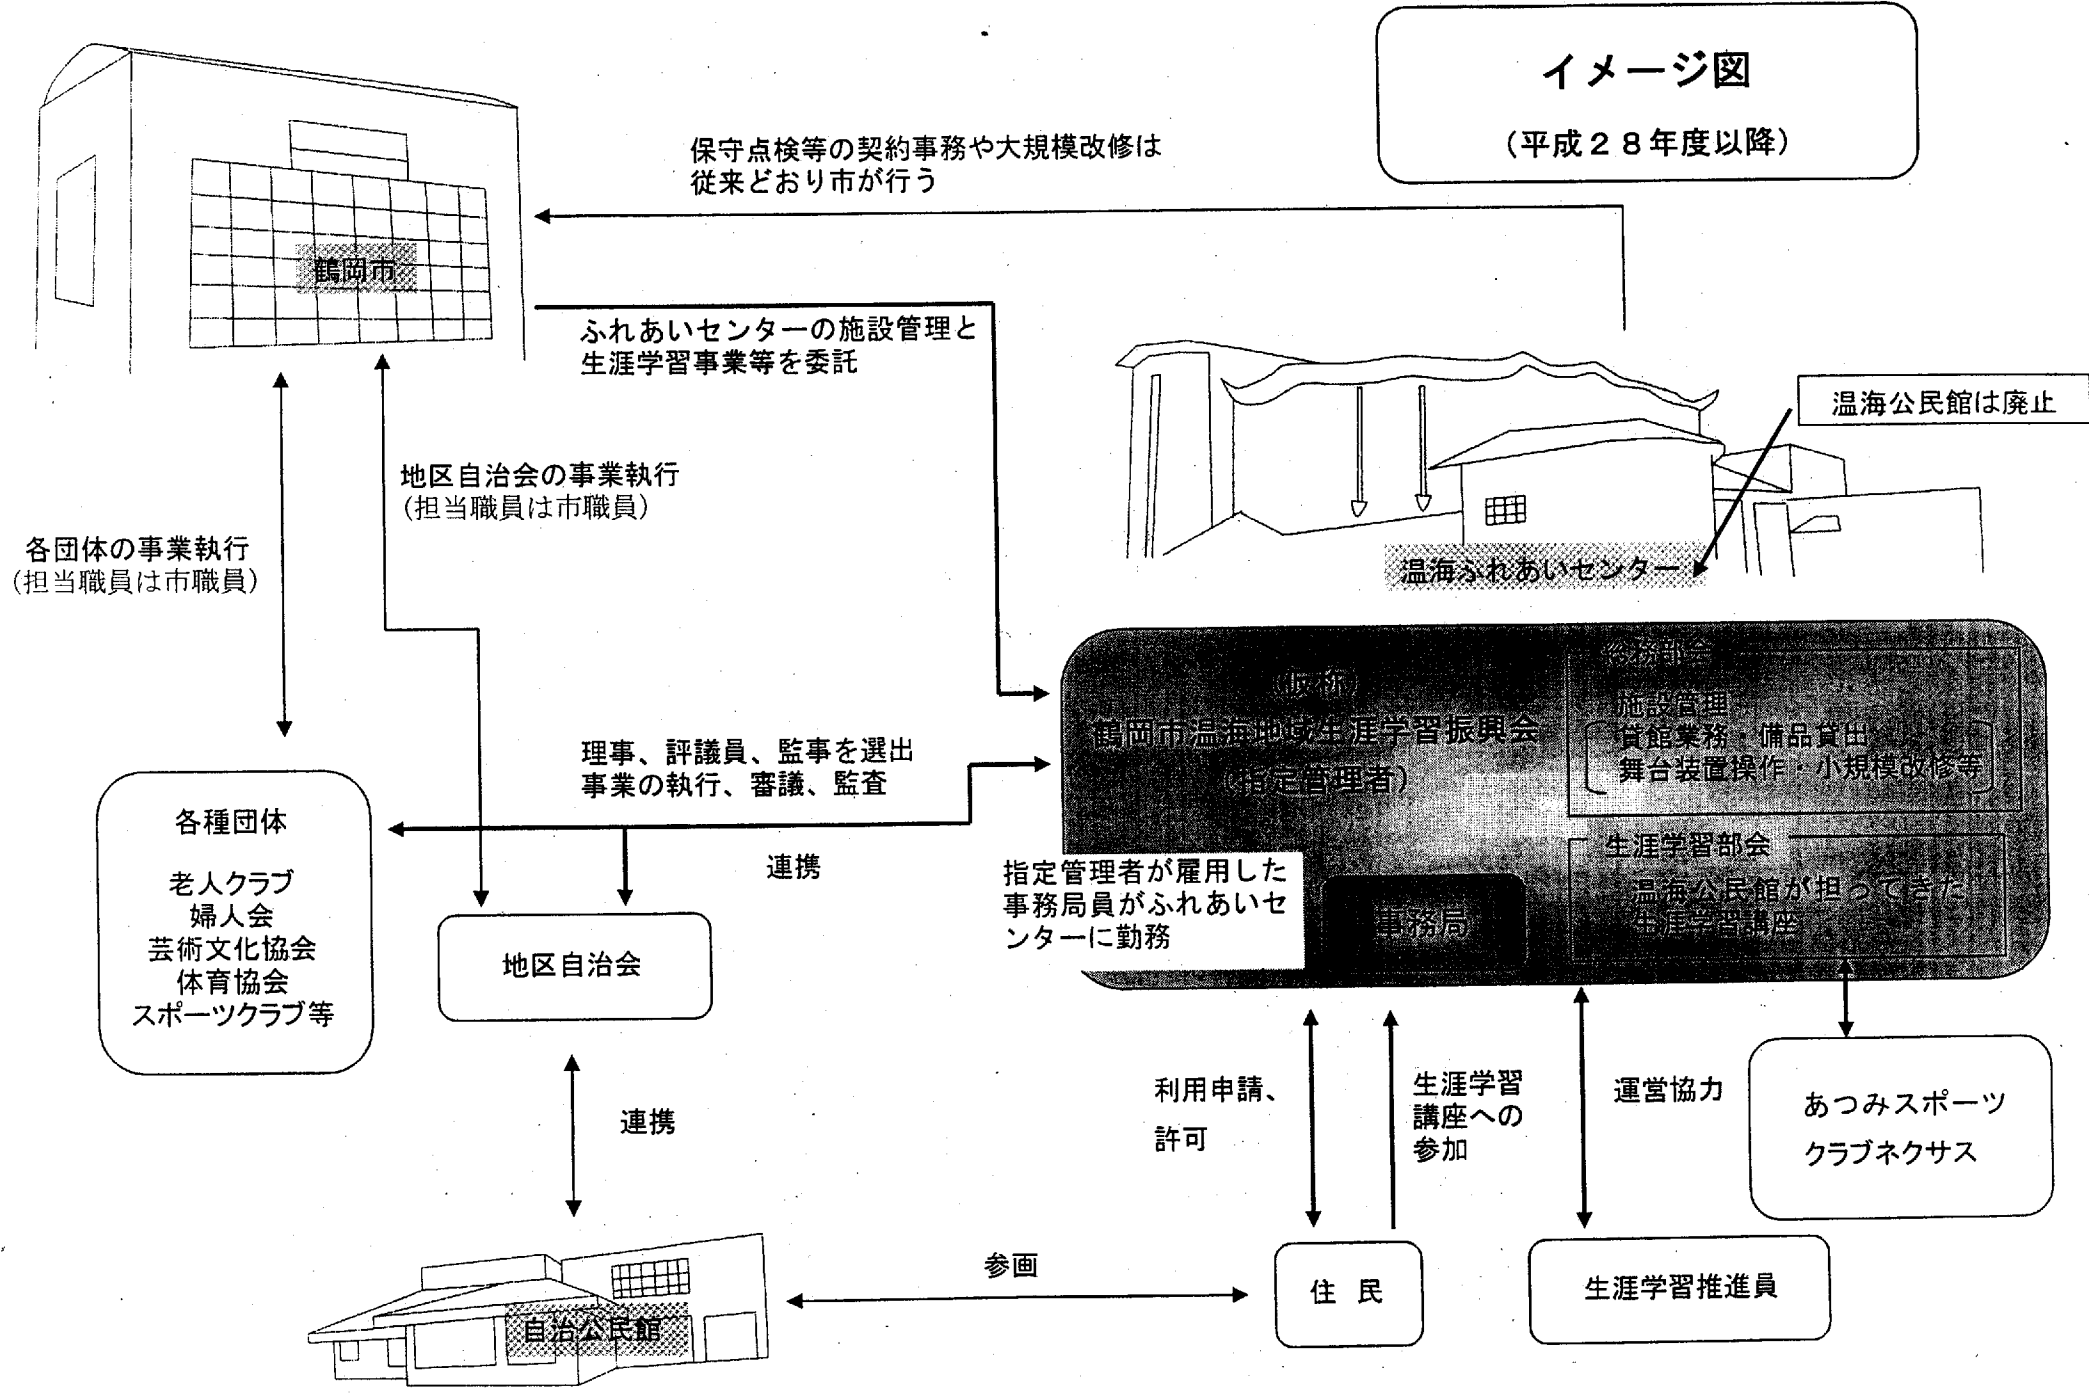 イメージ図
（平成２８年度以降）
保守点検等の契約事務や大規模改修は
従来どおり市が行う
鶴岡市
ふれあいセンターの施設管理と
生涯学習事業等を委託
温海公民館は廃止
地区自治会の事業執行
（担当職員は市職員）
各団体の事業執行
（担当職員は市職員）
温海ふれあいセンター
（仮称）
鶴岡市温海地域生涯学習振興会
（指定管理者）
総務部会
施設管理
貸館業務・備品貸出
舞台装置操作・小規模改修等
生涯学習部会
温海公民館が担ってきた
生涯学習講座
理事、評議員、監事を選出
事業の執行、審議、監査
連携
指定管理者が雇用した
事務局員がふれあいセ
ンターに勤務
事務局
各種団体
老人クラブ
婦人会
芸術文化協会
体育協会
スポーツクラブ等
地区自治会
連携
利用申請、
許可
生涯学習
講座への
参加
運営協力
あつみスポーツ
クラブネクサス
自治公民館
参画
住 民
生涯学習推進員